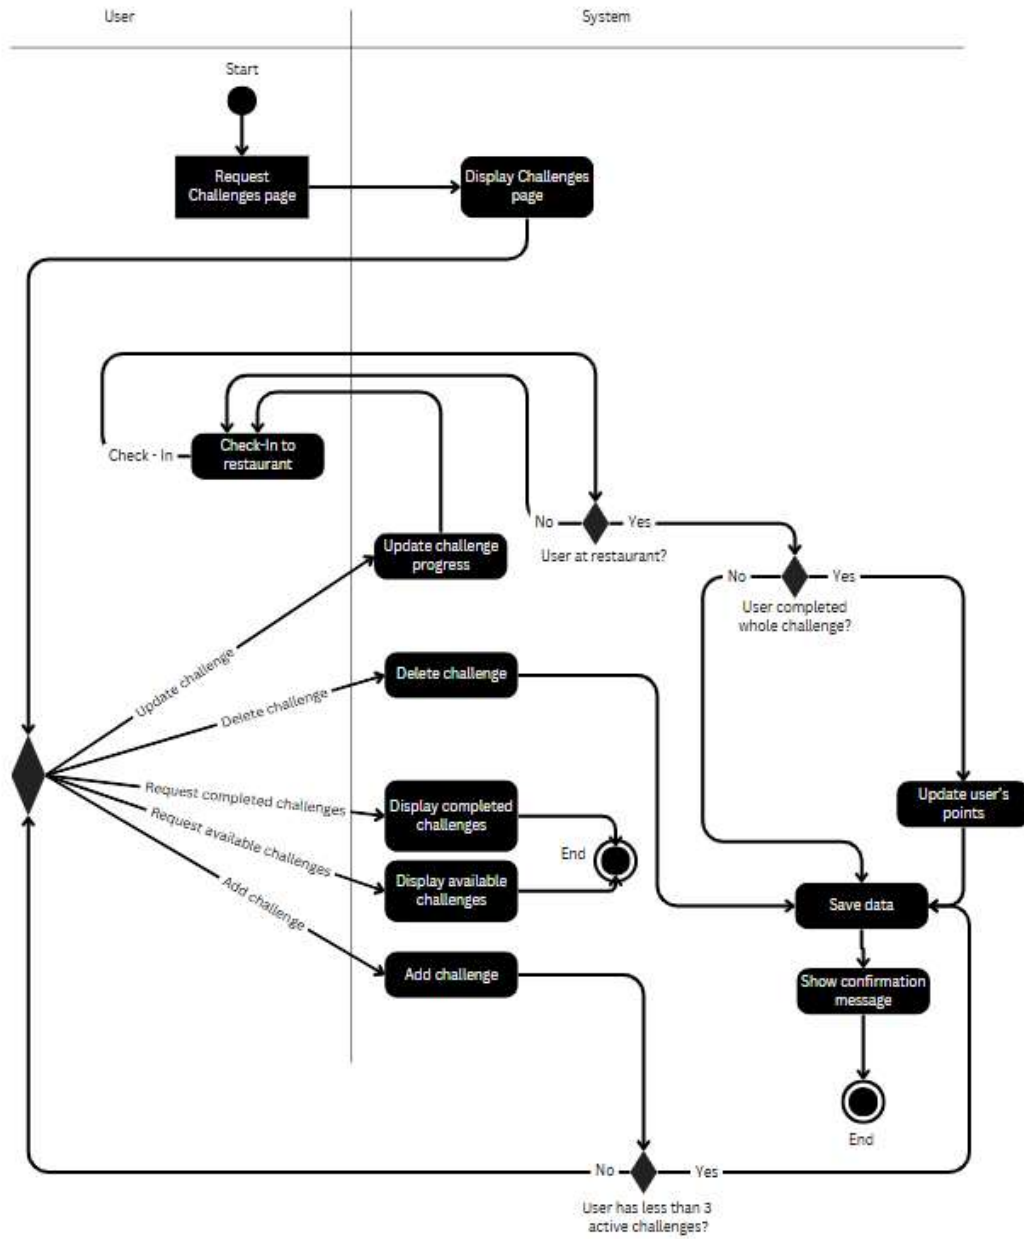 User
System
Start
Request
Challenges page
Display Challenges
page
Check - In
Check-In to
restaurant
No
Yes
User at restaurant?
Update challenge
progress
No
Yes
User completed
whole challenge?
Update challenge
Delete challenge
Delete challenge
Request completed challenges
Display completed
challenges
Update user's
points
Request available challenges
End
Display available
challenges
Add challenge
Save data
Add challenge
Show confirmation
message
End
No
Yes
User has less than 3
active challenges?